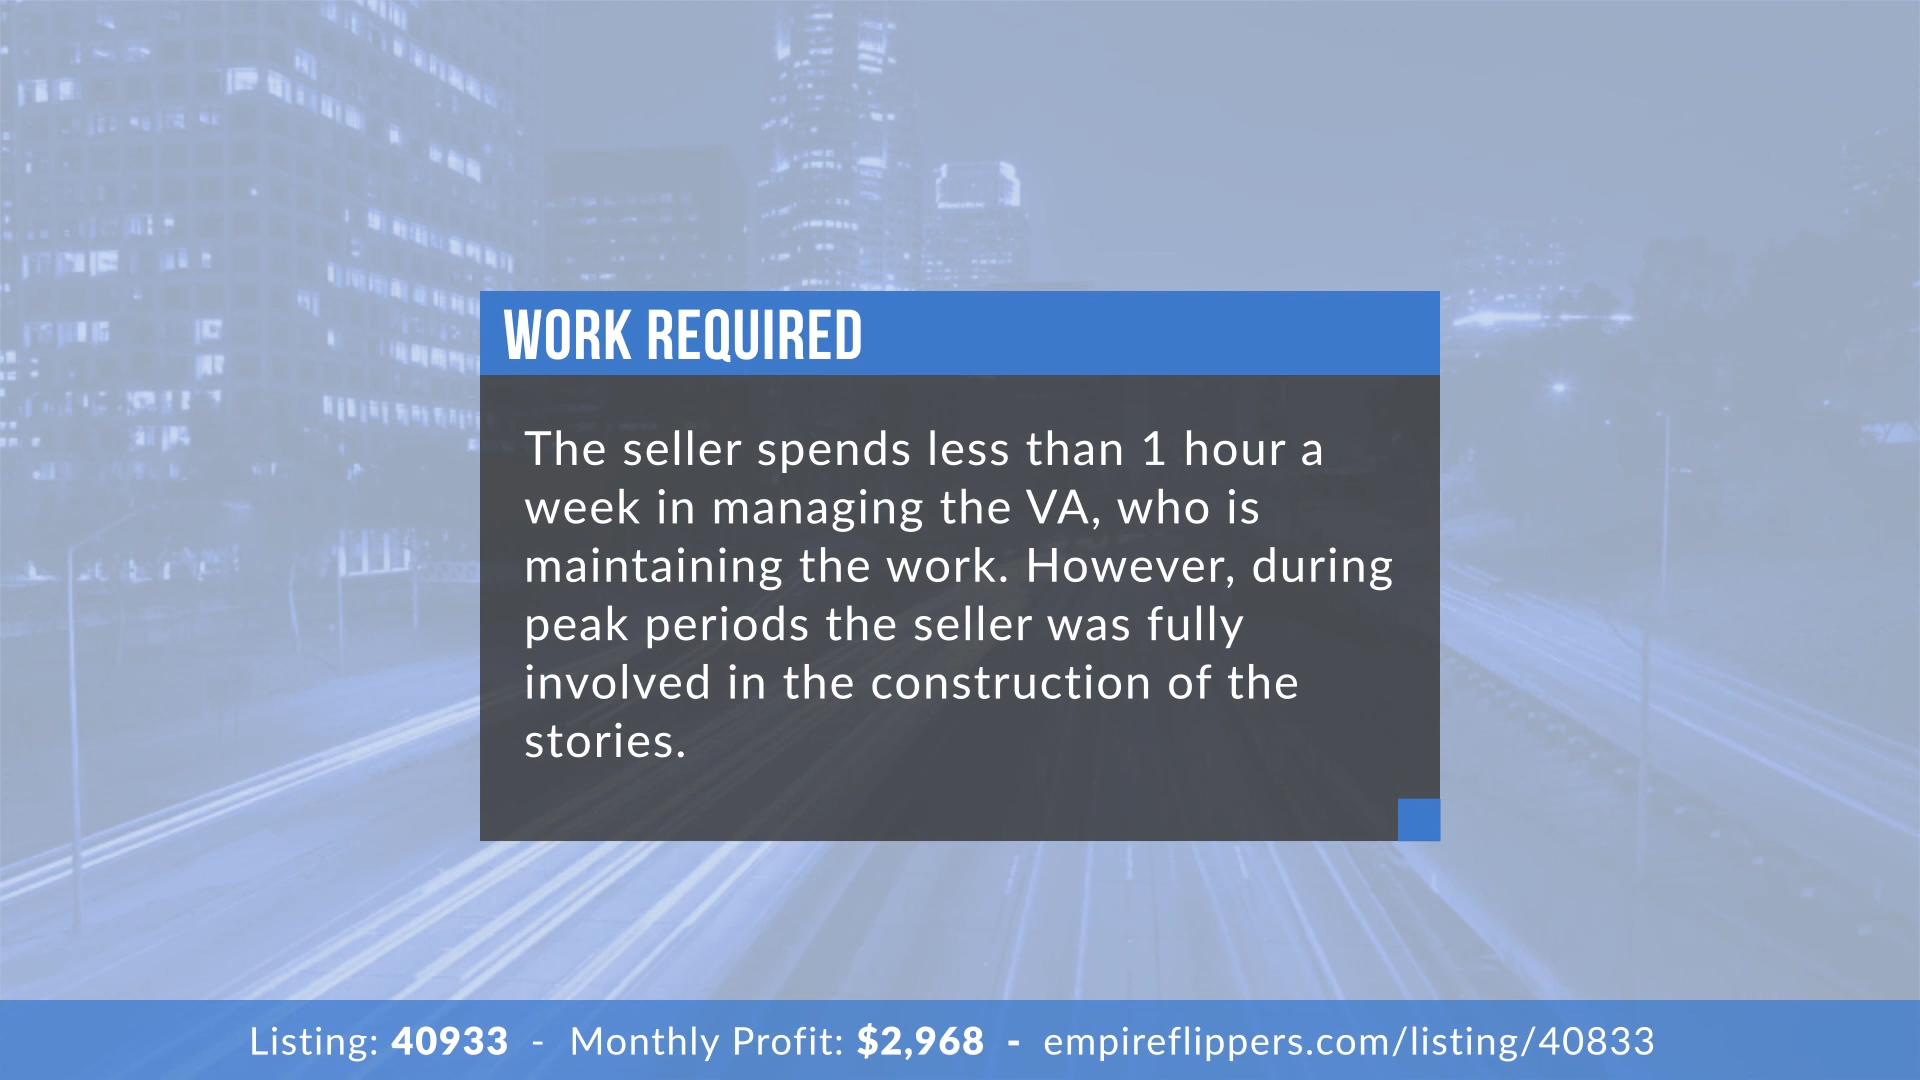 WORK REQUIRED
The seller spends less than 1 hour a
week in managing the VA, who is
maintaining the work. However, during
peak periods the seller was fully
involved in the construction of the
stories.
Listing: 40933 - Monthly Profit: $2,968 - empireflippers.com/listing/40833